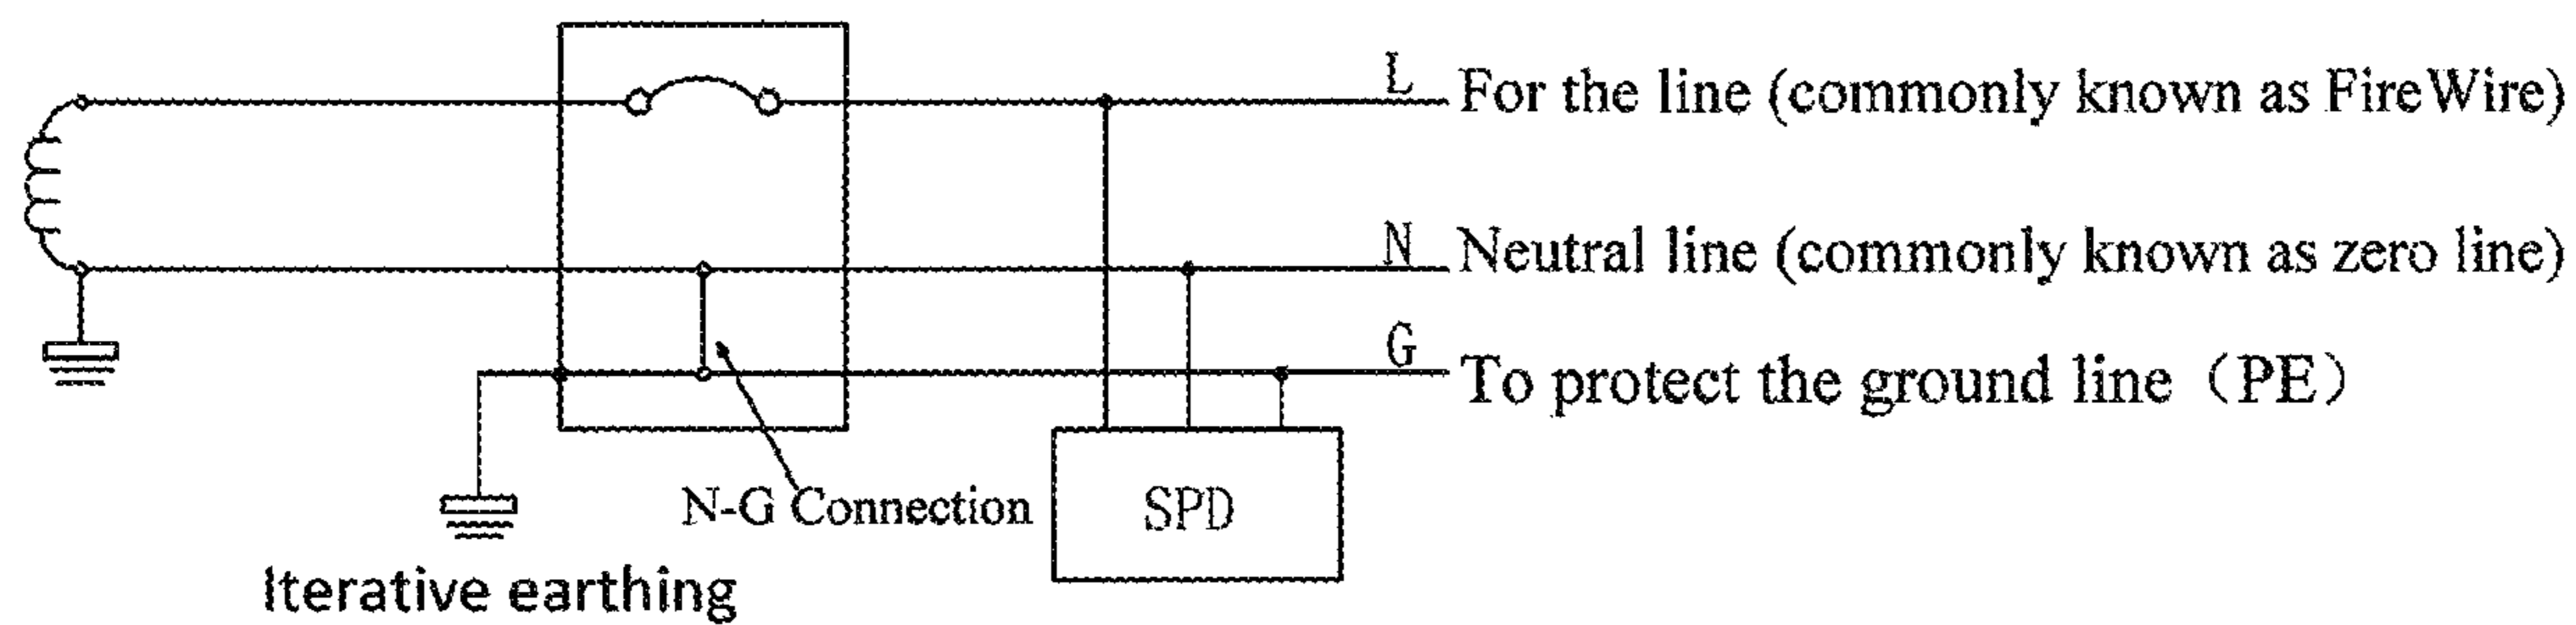 L For the line (commonly known as FireWire)
N Neutral line (commonly known as zero line)
G To protect the ground line（PE）
N-G Connection
SPD
Iterative earthing